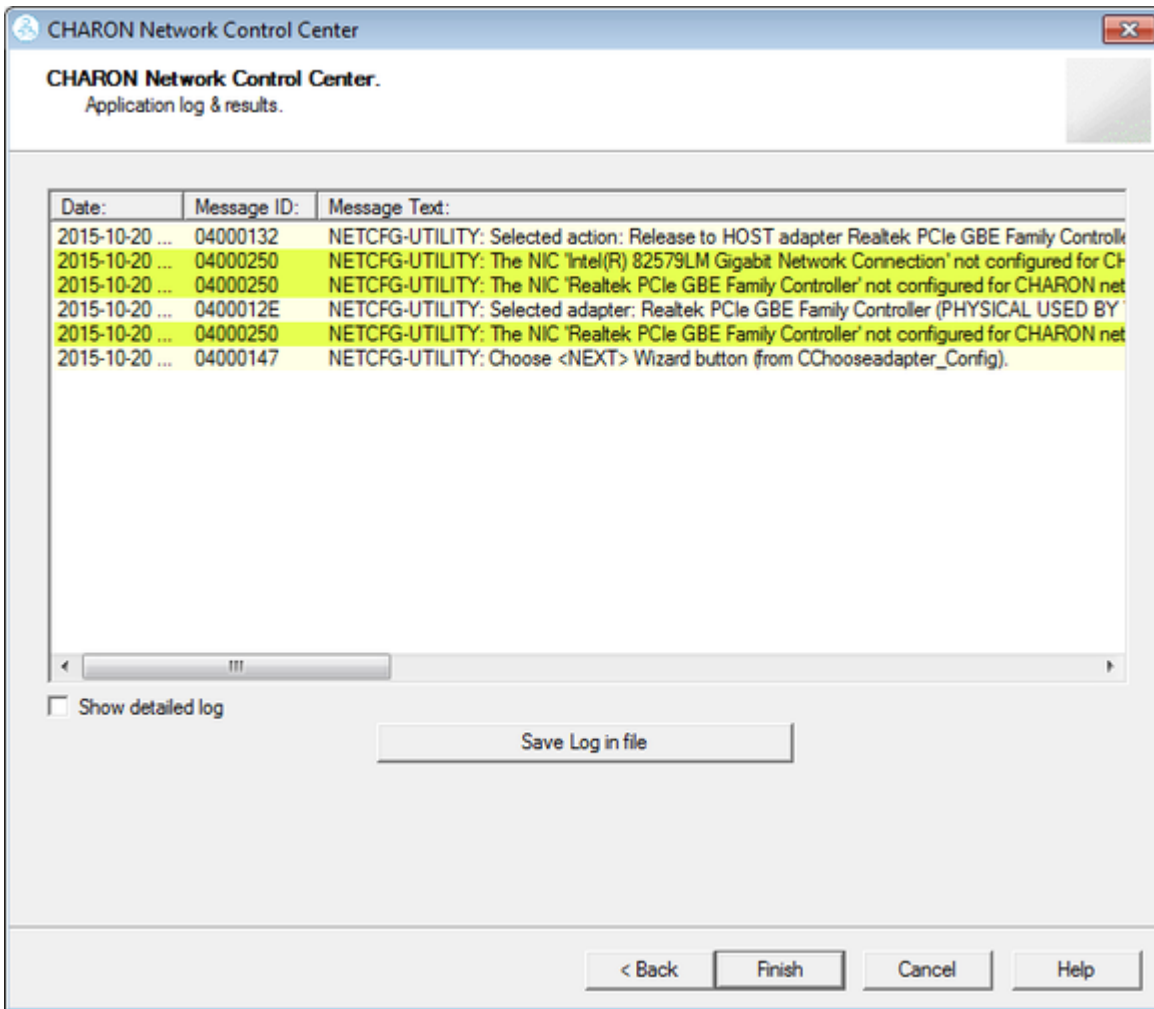 CHARON Network Control Center
CHARON Network Control Center.
Application log & results.
Date: Message ID: Message Text:
2015-10-20 ... 04000132 NETCFG-UTILITY: Selected action: Release to HOST adapter Realtek PCIe GBE Family Controlle
2015-10-20 ... 04000250 NETCFG-UTILITY: The NIC 'Intel(R) 82579LM Gigabit Network Connection' not configured for CH
2015-10-20 ... 04000250 NETCFG-UTILITY: The NIC 'Realtek PCIe GBE Family Controller' not configured for CHARON net
2015-10-20 ... 0400012E NETCFG-UTILITY: Selected adapter: Realtek PCIe GBE Family Controller (PHYSICAL USED BY
2015-10-20 ... 04000250 NETCFG-UTILITY: The NIC 'Realtek PCIe GBE Family Controller' not configured for CHARON net
2015-10-20 ... 04000147 NETCFG-UTILITY: Choose <NEXT> Wizard button (from CChooseadapter_Config).
Show detailed log
Save Log in file
< Back Finish Cancel Help